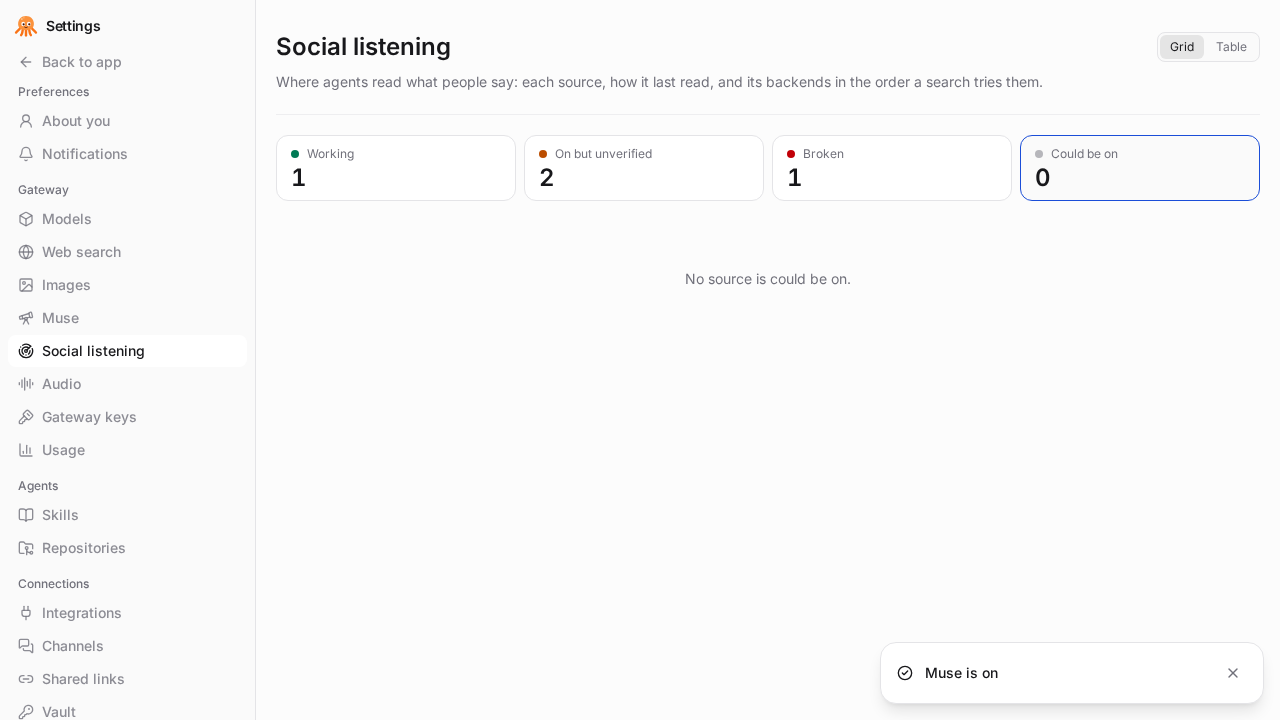 Settings
Back to app
Preferences
About you
Notifications
Gateway
Models
Web search
Images
Muse
Social listening
Audio
Gateway keys
Usage
Agents
Skills
Repositories
Connections
Integrations
Channels
Shared links
Vault
Social listening
Grid
Table
Where agents read what people say: each source, how it last read, and its backends in the order a search tries them.
Working
1
On but unverified
2
Broken
1
Could be on
0
No source is could be on.
Muse is on